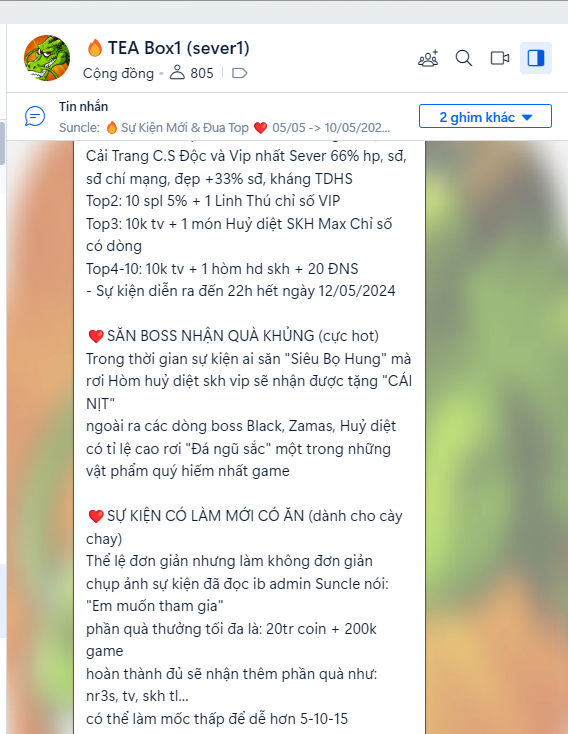 🔥 TEA Box1 (sever1)
Cộng đồng • 805
Tin nhắn
Suncle: 🔥Sự Kiện Mới & Đua Top ❤️ 05/05 -> 10/05/202...
2 ghim khác
Cải Trang C.S Độc và Vip nhất Sever 66% hp, sđ,
sđ chí mạng, đẹp +33% sđ, kháng TDHS
Top2: 10 spl 5% + 1 Linh Thú chỉ số VIP
Top3: 10k tv + 1 món Huỷ diệt SKH Max Chỉ số
có dòng
Top4-10: 10k tv + 1 hòm hd skh + 20 ĐNS
- Sự kiện diễn ra đến 22h hết ngày 12/05/2024
❤️SĂN BOSS NHẬN QUÀ KHỦNG (cực hot)
Trong thời gian sự kiện ai săn "Siêu Bọ Hung" mà
rơi Hòm huỷ diệt skh vip sẽ nhận được tặng "CÁI
NỊT"
ngoài ra các dòng boss Black, Zamas, Huỷ diệt
có tỉ lệ cao rơi "Đá ngũ sắc" một trong những
vật phẩm quý hiếm nhất game
❤️SỰ KIỆN CÓ LÀM MỚI CÓ ĂN (dành cho cày
chay)
Thể lệ đơn giản nhưng làm không đơn giản
chụp ảnh sự kiện đã đọc ib admin Suncle nói:
"Em muốn tham gia"
phần quà thưởng tối đa là: 20tr coin + 200k
game
hoàn thành đủ sẽ nhận thêm phần quà như:
nr3s, tv, skh tl...
có thể làm mốc thấp để dễ hơn 5-10-15